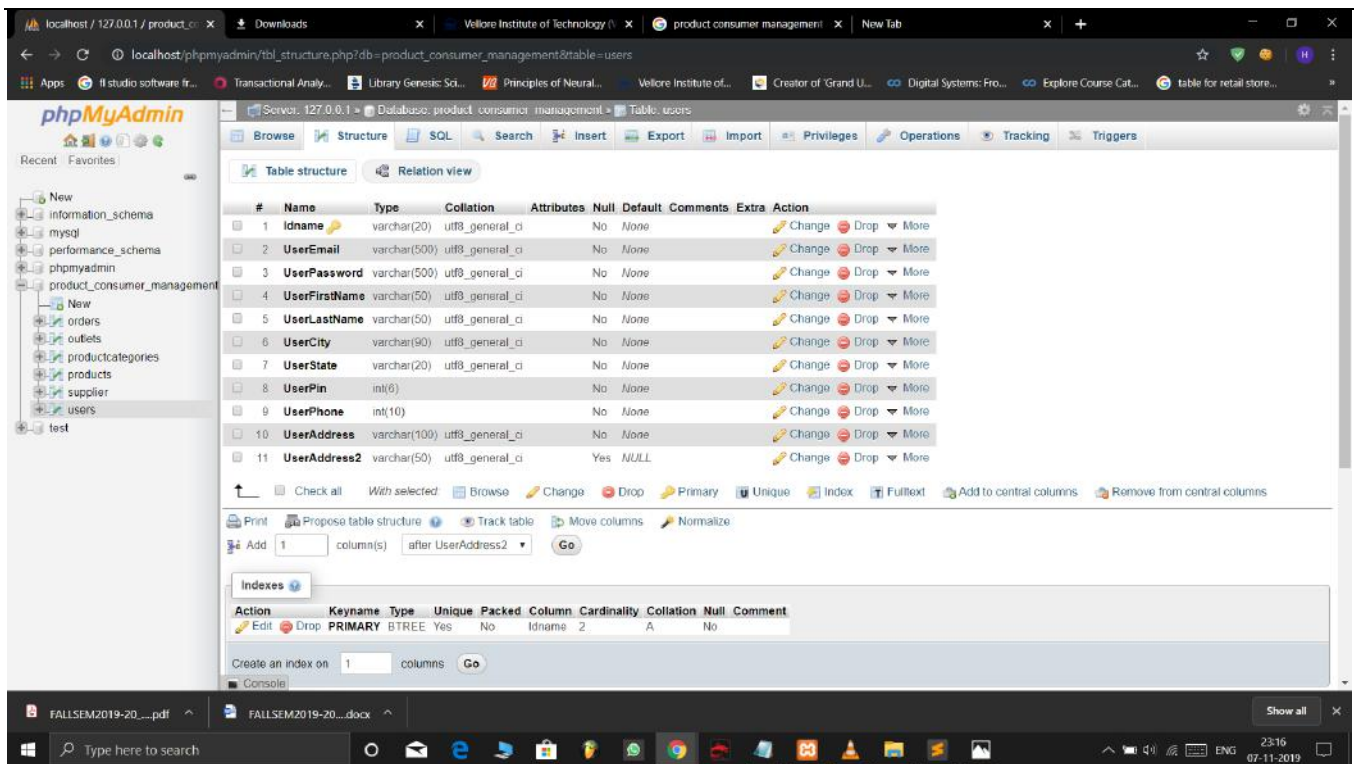 localhost / 127.0.0.1 / product_co
Downloads
Vellore Institute of Technology (V
product consumer management
New Tab
localhost/phpmyadmin/tbl_structure.php?db=product_consumer_management&table=users
H
Apps
fl studio software fr...
Transactional Analy...
Library Genesis: Sci...
Principles of Neural...
Vellore Institute of...
Creator of 'Grand U...
Digital Systems: Fro...
Explore Course Cat...
table for retail store...
phpMyAdmin
Recent Favorites
New
information_schema
mysql
performance_schema
phpmyadmin
product_consumer_management
New
orders
outlets
productcategories
products
supplier
users
test
Server: 127.0.0.1 » Database: product_consumer_management » Table: users
Browse Structure SQL Search Insert Export Import Privileges Operations Tracking Triggers
Table structure Relation view
# Name Type Collation Attributes Null Default Comments Extra Action
1 Idname varchar(20) utf8_general_ci No None Change Drop More
2 UserEmail varchar(500) utf8_general_ci No None Change Drop More
3 UserPassword varchar(500) utf8_general_ci No None Change Drop More
4 UserFirstName varchar(50) utf8_general_ci No None Change Drop More
5 UserLastName varchar(50) utf8_general_ci No None Change Drop More
6 UserCity varchar(90) utf8_general_ci No None Change Drop More
7 UserState varchar(20) utf8_general_ci No None Change Drop More
8 UserPin int(6) No None Change Drop More
9 UserPhone int(10) No None Change Drop More
10 UserAddress varchar(100) utf8_general_ci No None Change Drop More
11 UserAddress2 varchar(50) utf8_general_ci Yes NULL Change Drop More
Check all With selected: Browse Change Drop Primary Unique Index Fulltext Add to central columns Remove from central columns
Print Propose table structure Track table Move columns Normalize
Add 1 column(s) after UserAddress2 Go
Indexes
Action Keyname Type Unique Packed Column Cardinality Collation Null Comment
Edit Drop PRIMARY BTREE Yes No Idname 2 A No
Create an index on 1 columns Go
Console
FALLSEM2019-20_....pdf
FALLSEM2019-20....docx
Show all
Type here to search
ENG
23:16
07-11-2019